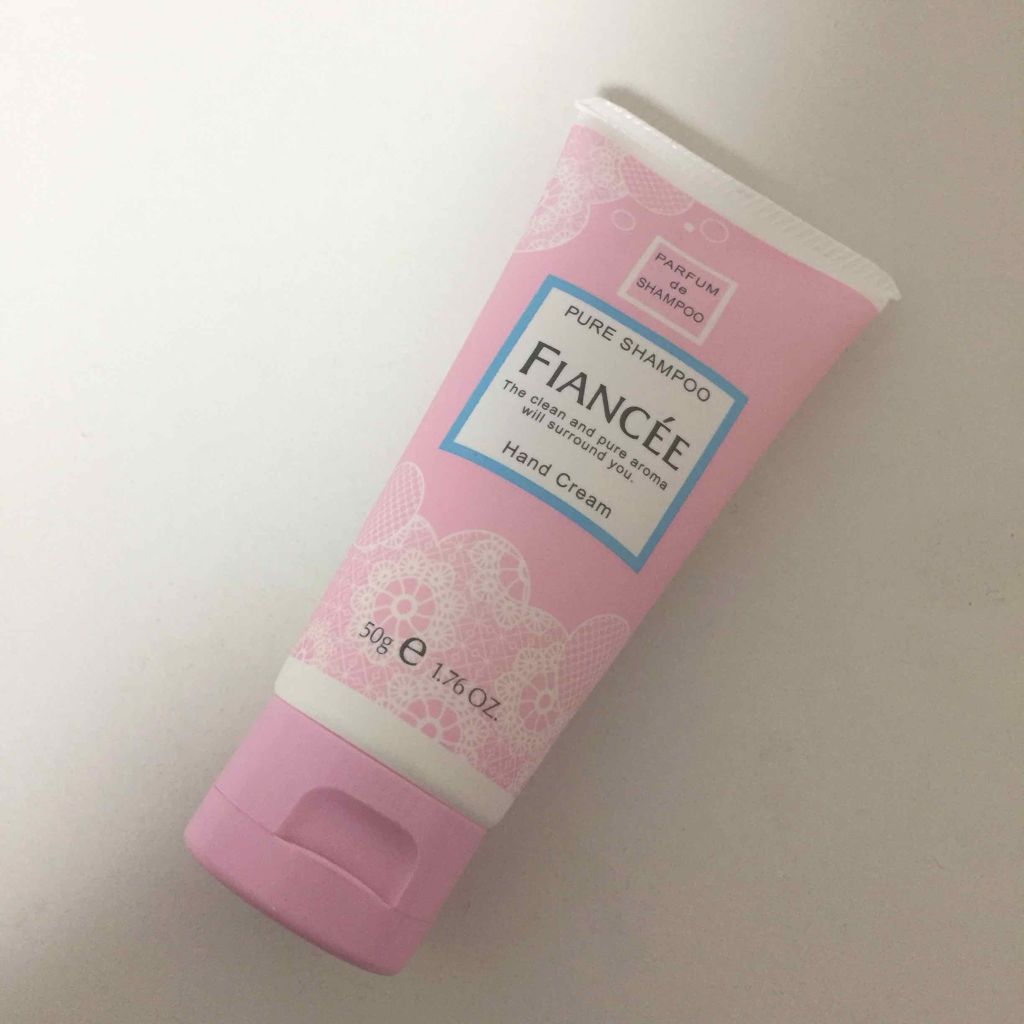 PARFUM
de
SHAMPOO
PURE SHAMPOO
FIANCÉE
The clean and pure aroma
will surround you.
Hand Cream
50g e 1.76 OZ.